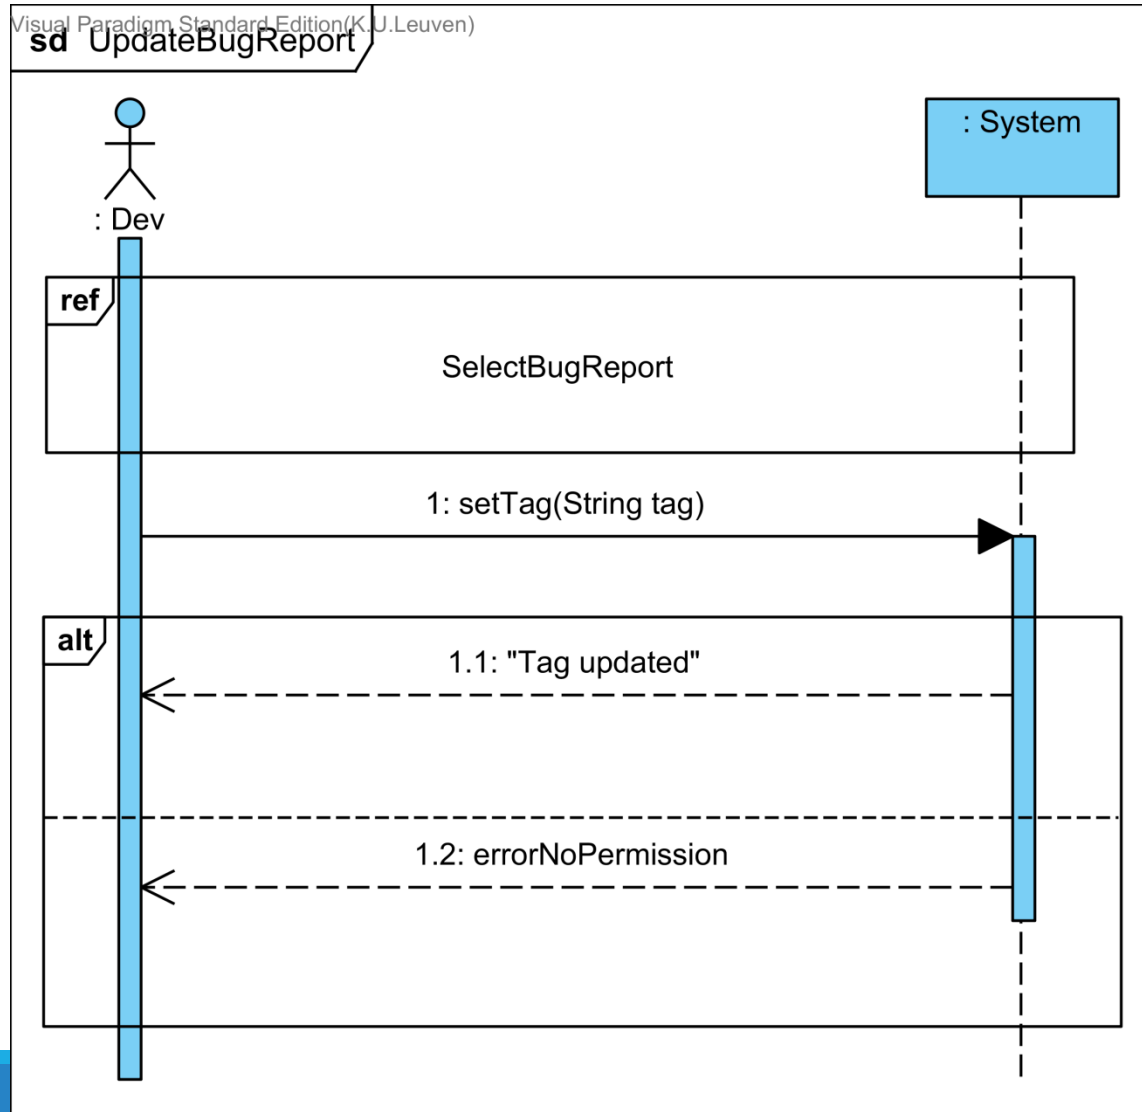 Visual Paradigm Standard Edition(K.U.Leuven)
sd UpdateBugReport
: System
: Dev
ref
SelectBugReport
1: setTag(String tag)
alt
1.1: "Tag updated"
1.2: errorNoPermission